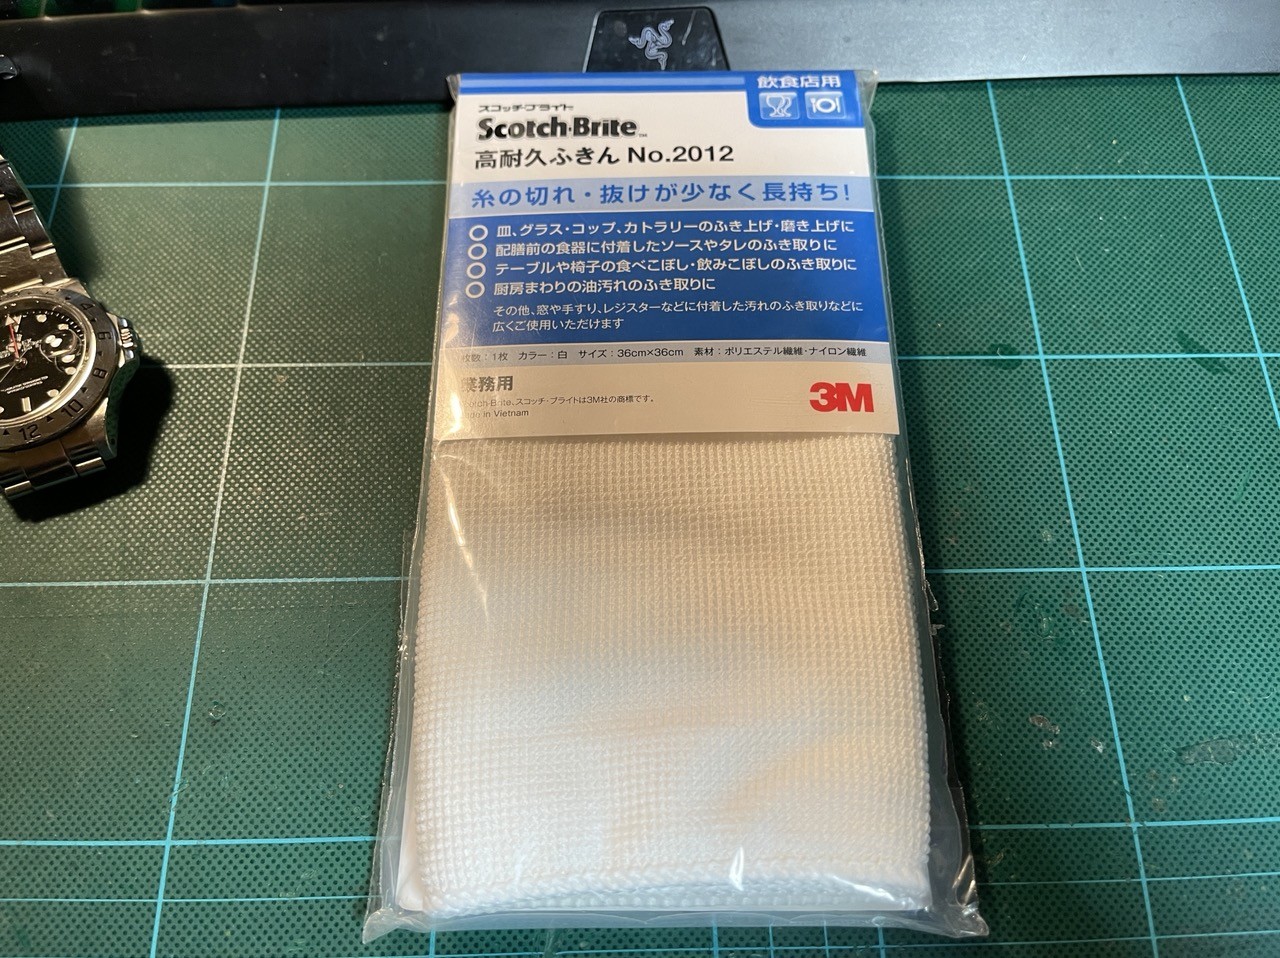 飲食店用
スコッチ・ブライト
Scotch-Brite™
高耐久ふきん No.2012
糸の切れ・抜けが少なく長持ち!
皿、グラス・コップ、カトラリーのふき上げ・磨き上げに
配膳前の食器に付着したソースやタレのふき取りに
テーブルや椅子の食べこぼし・飲みこぼしのふき取りに
厨房まわりの油汚れのふき取りに
その他、窓や手すり、レジスターなどに付着した汚れのふき取りなどに
広くご使用いただけます
枚数：1枚 カラー：白 サイズ：36cm×36cm 素材：ポリエステル繊維・ナイロン繊維
業務用
3M
Scotch-Brite、スコッチ・ブライトは3M社の商標です。
Made in Vietnam
8
10
12